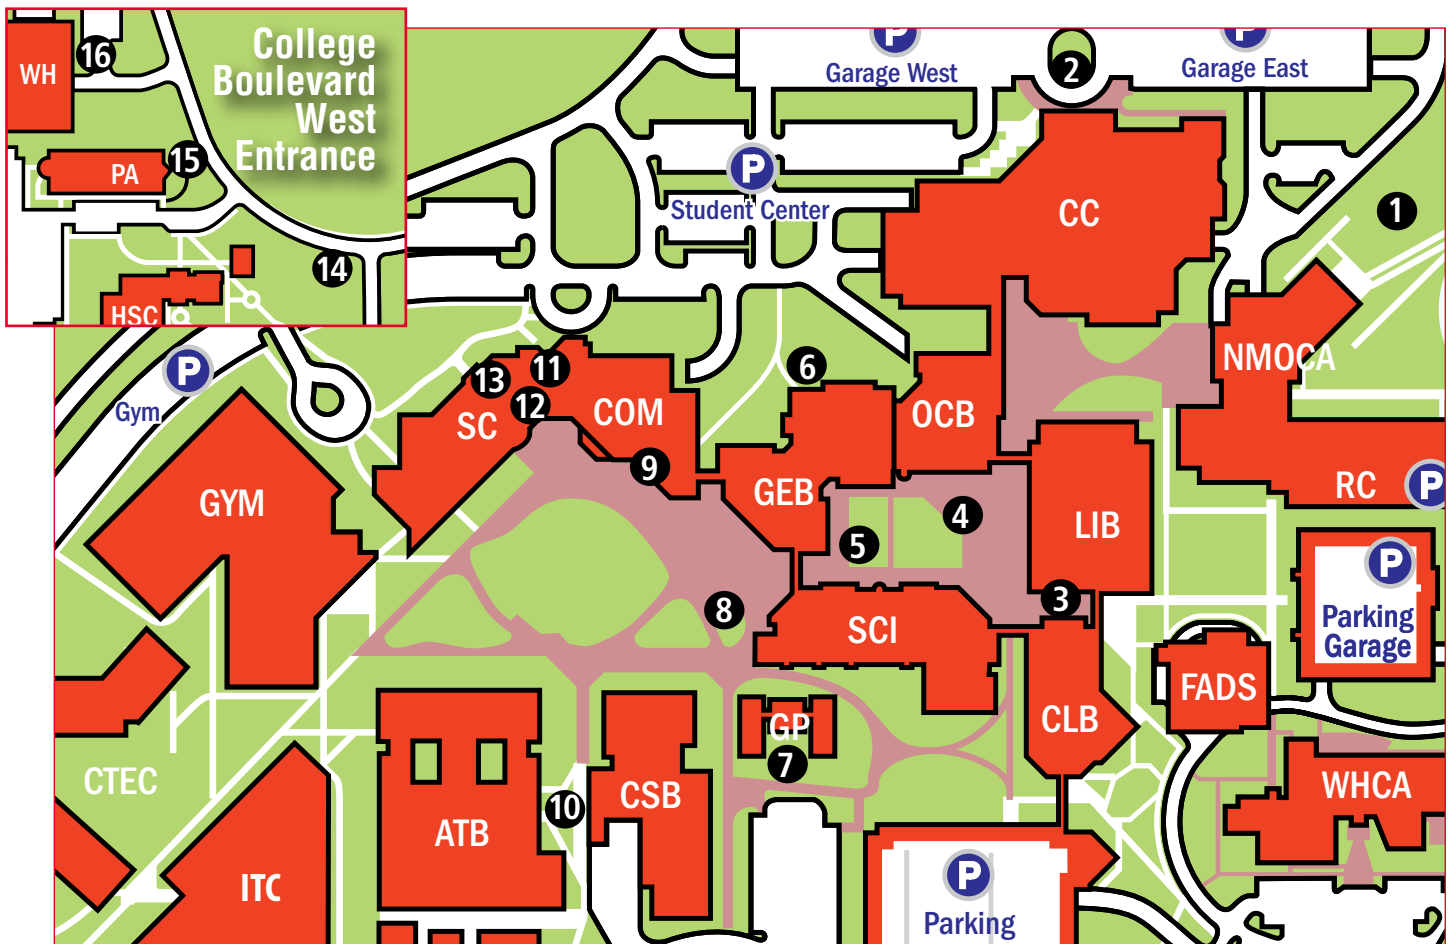 College
Boulevard
West
Entrance
WH
16
PA
15
14
HSC
P
Garage West
2
P
Garage East
P
Student Center
CC
1
NMOCA
P
Gym
13
11
12
SC
COM
6
OCB
9
GYM
GEB
4
5
LIB
RC
P
P
Parking
Garage
3
8
SCI
FADS
GP
7
CLB
CTEC
10
CSB
WHCA
ATB
ITC
P
Parking